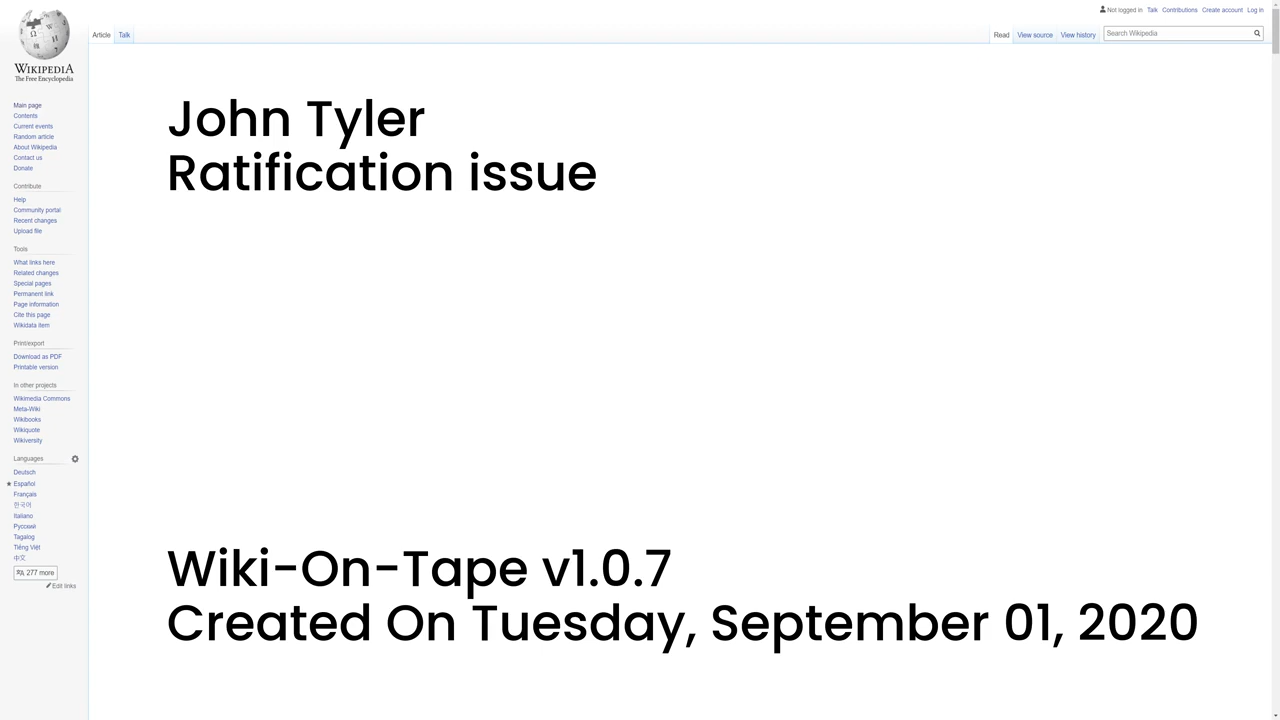 Not logged in Talk Contributions Create account Log in
Article Talk Read View source View history Search Wikipedia
WIKIPEDIA
The Free Encyclopedia
Main page
Contents
Current events
Random article
About Wikipedia
Contact us
Donate
Contribute
Help
Community portal
Recent changes
Upload file
Tools
What links here
Related changes
Special pages
Permanent link
Page information
Cite this page
Wikidata item
Print/export
Download as PDF
Printable version
In other projects
Wikimedia Commons
Meta-Wiki
Wikibooks
Wikiquote
Wikiversity
Languages
Deutsch
Español
Français
한국어
Italiano
Русский
Tagalog
Tiếng Việt
中文
277 more
Edit links
John Tyler
Ratification issue
Wiki-On-Tape v1.0.7
Created On Tuesday, September 01, 2020